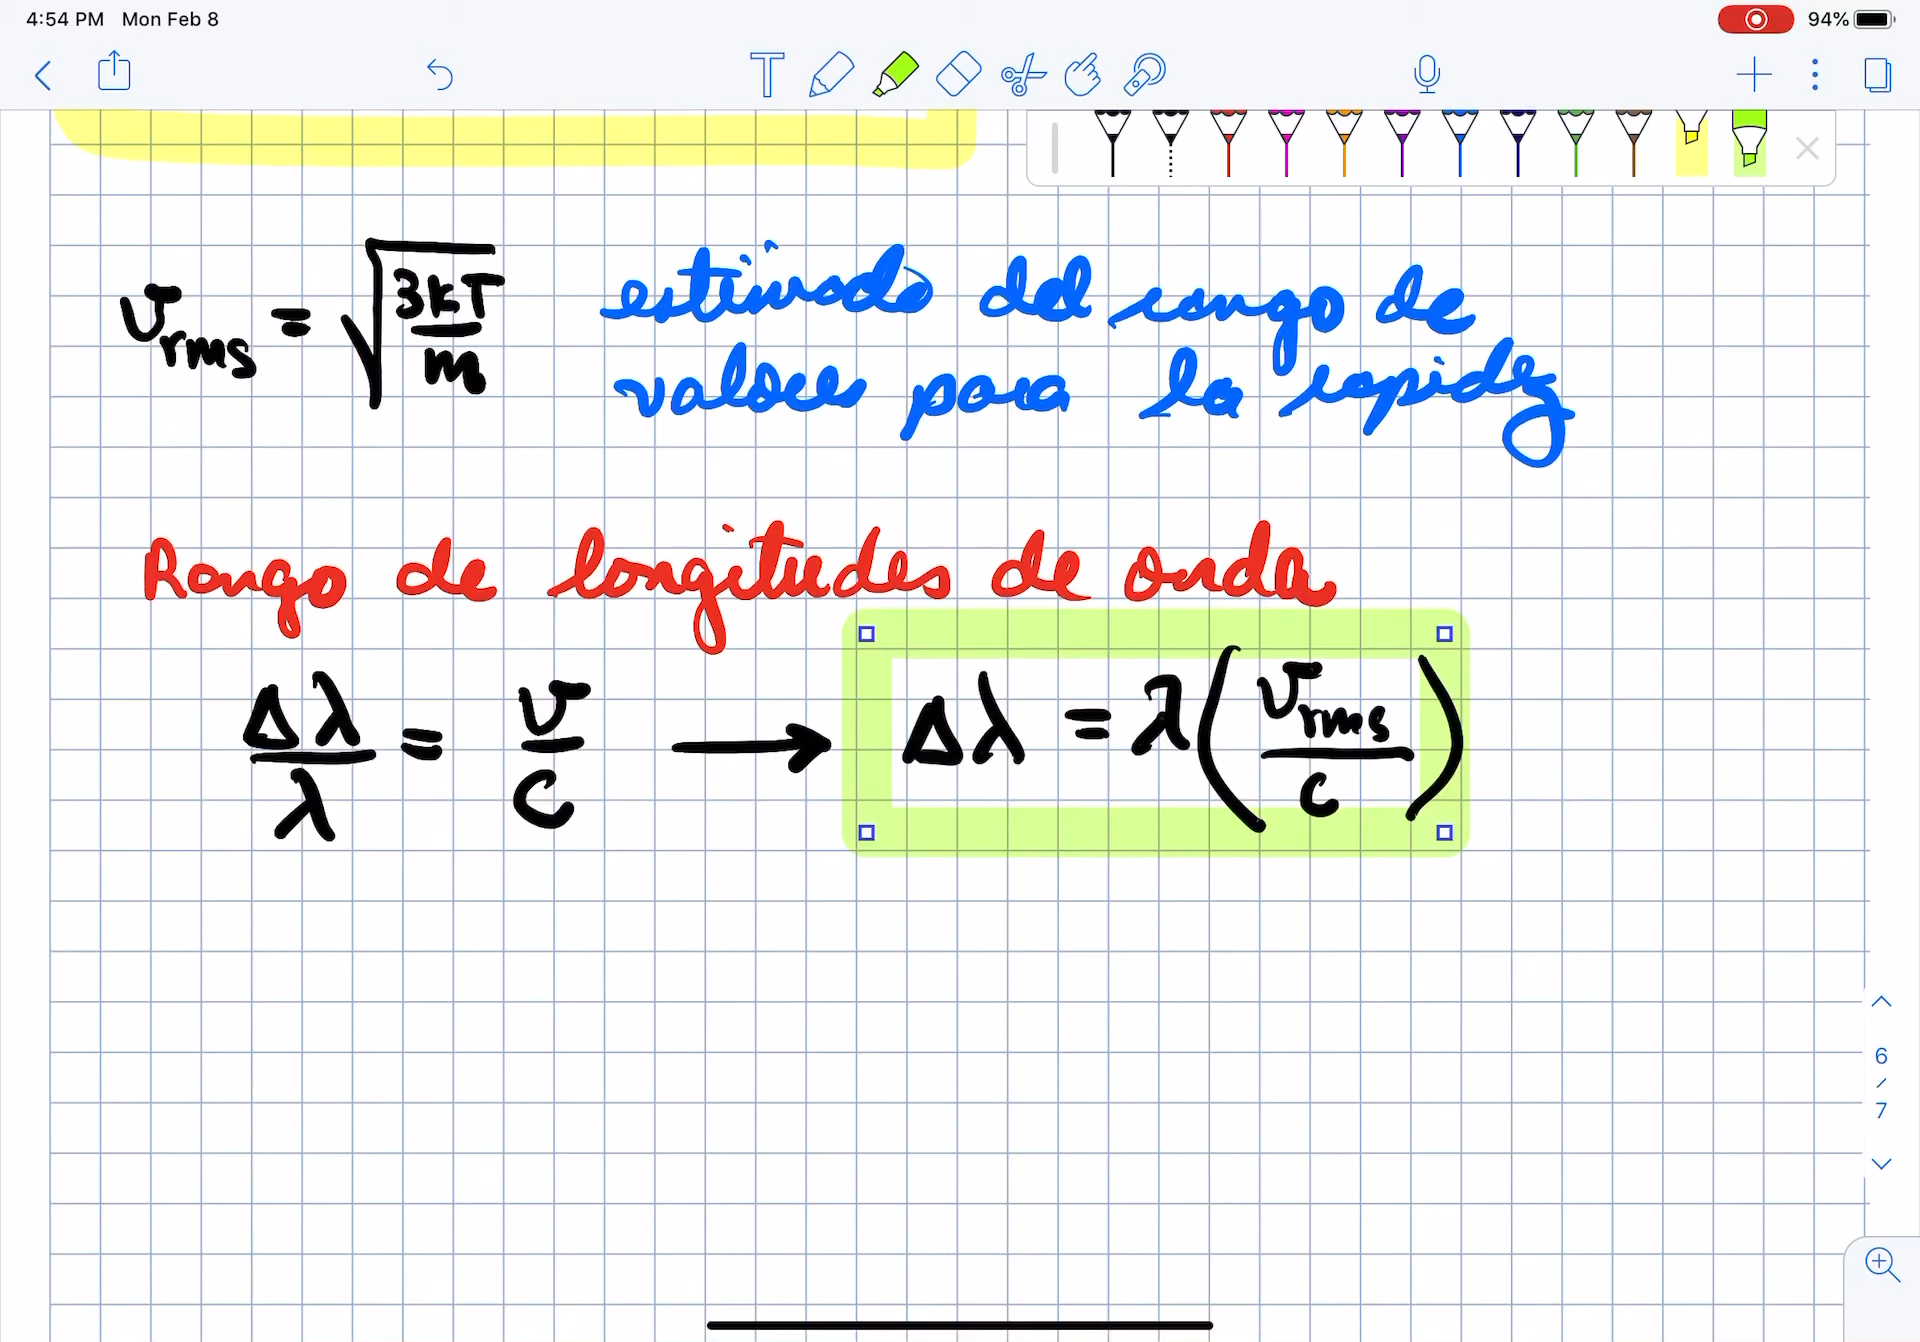 4:54 PM Mon Feb 8
94%
T
v_rms = √(3kT/m) estimado del rango de
valores para la rapidez
Rango de longitudes de onda
Δλ/λ = v/c → Δλ = λ(v_rms/c)
6
/
7